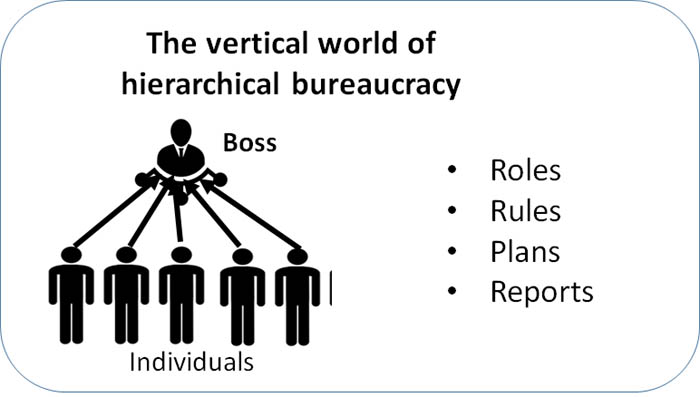 The vertical world of
hierarchical bureaucracy
Boss
• Roles
• Rules
• Plans
• Reports
Individuals